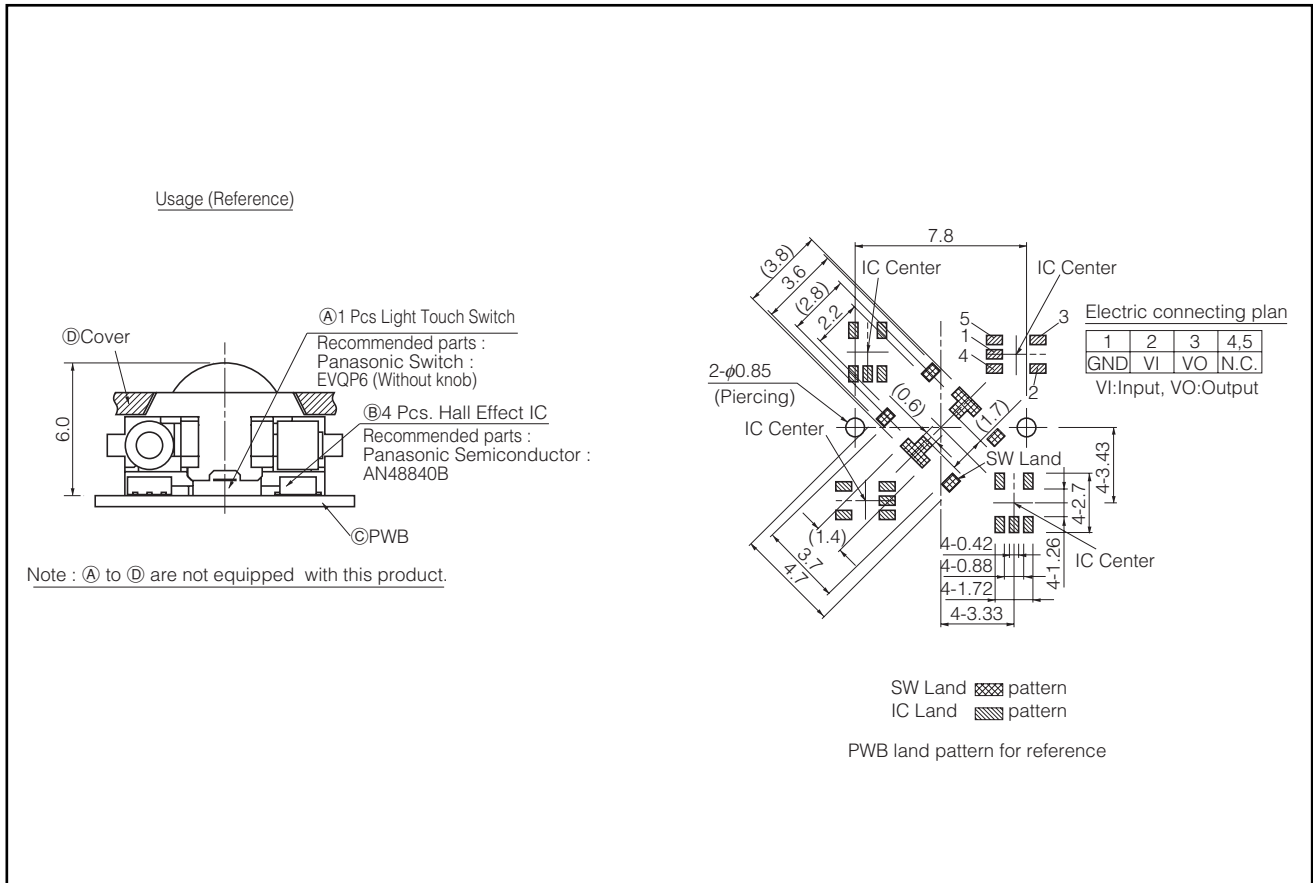 Usage (Reference)
ⒹCover
6.0
Ⓐ1 Pcs Light Touch Switch
Recommended parts :
Panasonic Switch :
EVQP6 (Without knob)
Ⓑ4 Pcs. Hall Effect IC
Recommended parts :
Panasonic Semiconductor :
AN48840B
ⒸPWB
Note : Ⓐ to Ⓓ are not equipped with this product.
7.8
(3.8)
3.6
(2.8)
2.2
IC Center
IC Center
5
1
4
3
2
2-ø0.85
(Piercing)
(0.6)
(1.7)
IC Center
SW Land
(1.4)
3.7
4.7
4-3.43
4-2.7
4-1.26
4-0.42
4-0.88
4-1.72
4-3.33
IC Center
Electric connecting plan
1 2 3 4,5
GND VI VO N.C.
VI:Input, VO:Output
SW Land pattern
IC Land pattern
PWB land pattern for reference